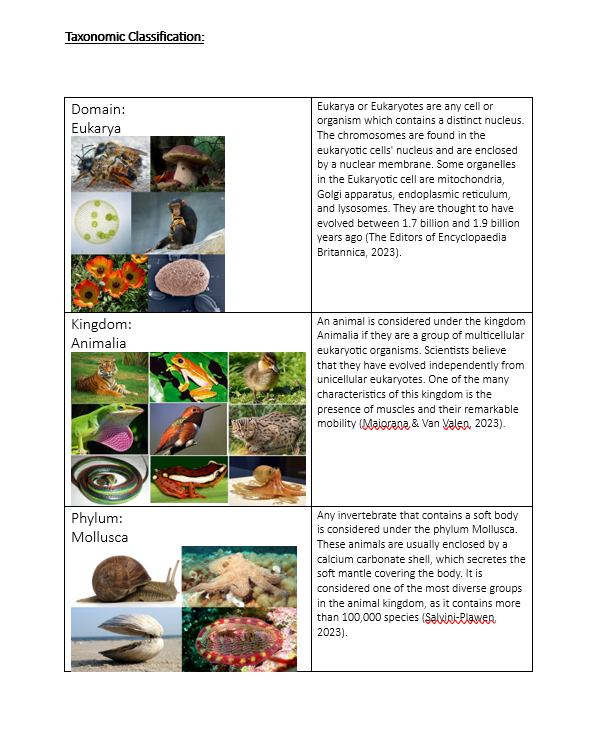 Taxonomic Classification:
Domain:
Eukarya
Eukarya or Eukaryotes are any cell or
organism which contains a distinct nucleus.
The chromosomes are found in the
eukaryotic cells' nucleus and are enclosed
by a nuclear membrane. Some organelles
in the Eukaryotic cell are mitochondria,
Golgi apparatus, endoplasmic reticulum,
and lysosomes. They are thought to have
evolved between 1.7 billion and 1.9 billion
years ago (The Editors of Encyclopaedia
Britannica, 2023).
Kingdom:
Animalia
An animal is considered under the kingdom
Animalia if they are a group of multicellular
eukaryotic organisms. Scientists believe
that they have evolved independently from
unicellular eukaryotes. One of the many
characteristics of this kingdom is the
presence of muscles and their remarkable
mobility (Majorana & Van Valen, 2023).
Phylum:
Mollusca
Any invertebrate that contains a soft body
is considered under the phylum Mollusca.
These animals are usually enclosed by a
calcium carbonate shell, which secretes the
soft mantle covering the body. It is
considered one of the most diverse groups
in the animal kingdom, as it contains more
than 100,000 species (Salvini-Plawen,
2023).